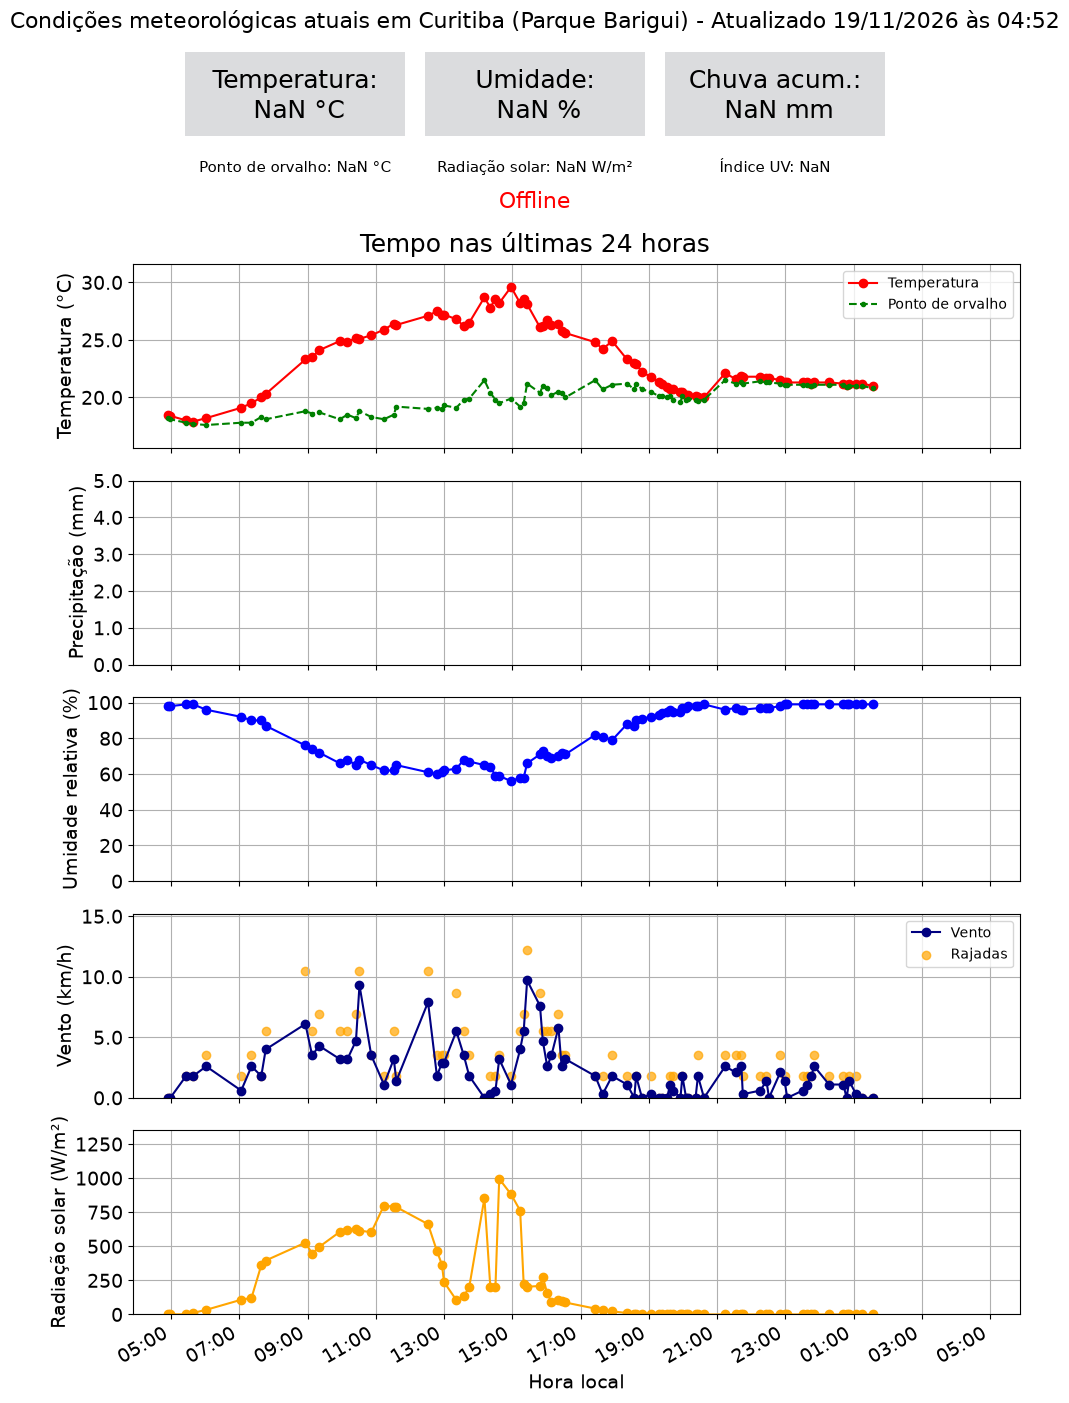 Condições meteorológicas atuais em Curitiba (Parque Barigui) - Atualizado 19/11/2026 às 04:52
Temperatura:
NaN °C
Umidade:
NaN %
Chuva acum.:
NaN mm
Ponto de orvalho: NaN °C
Radiação solar: NaN W/m²
Índice UV: NaN
Offline
Tempo nas últimas 24 horas
Temperatura (°C)
30.0
25.0
20.0
Temperatura
Ponto de orvalho
Precipitação (mm)
5.0
4.0
3.0
2.0
1.0
0.0
Umidade relativa (%)
100
80
60
40
20
0
Vento (km/h)
15.0
10.0
5.0
0.0
Vento
Rajadas
Radiação solar (W/m²)
1250
1000
750
500
250
0
05:00
07:00
09:00
11:00
13:00
15:00
17:00
19:00
21:00
23:00
01:00
03:00
05:00
Hora local